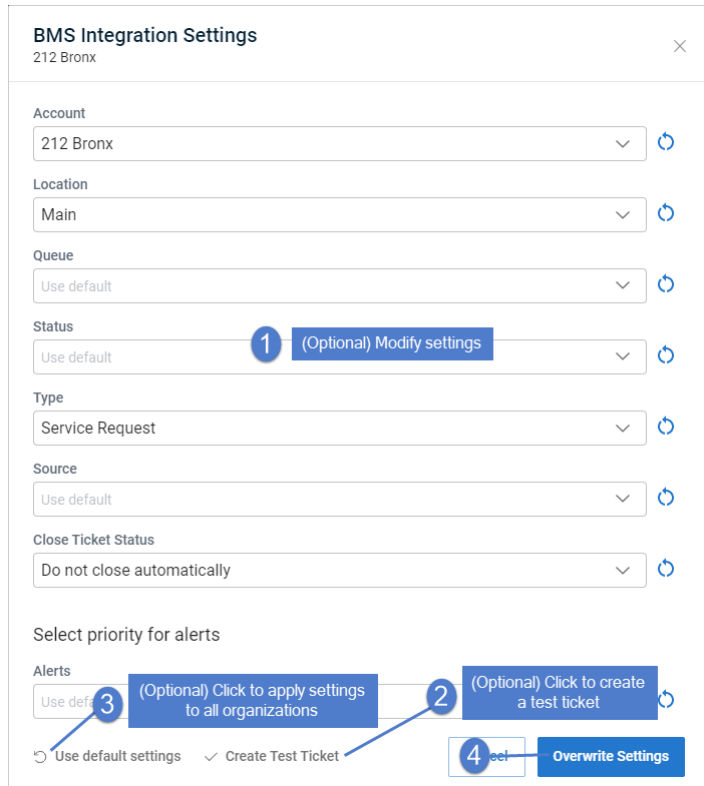 BMS Integration Settings
212 Bronx
Account
212 Bronx
Location
Main
Queue
Use default
Status
Use default
1
(Optional) Modify settings
Type
Service Request
Source
Use default
Close Ticket Status
Do not close automatically
Select priority for alerts
Alerts
Use
3
(Optional) Click to apply settings
to all organizations
2
(Optional) Click to create
a test ticket
Use default settings
Create Test Ticket
4
Overwrite Settings